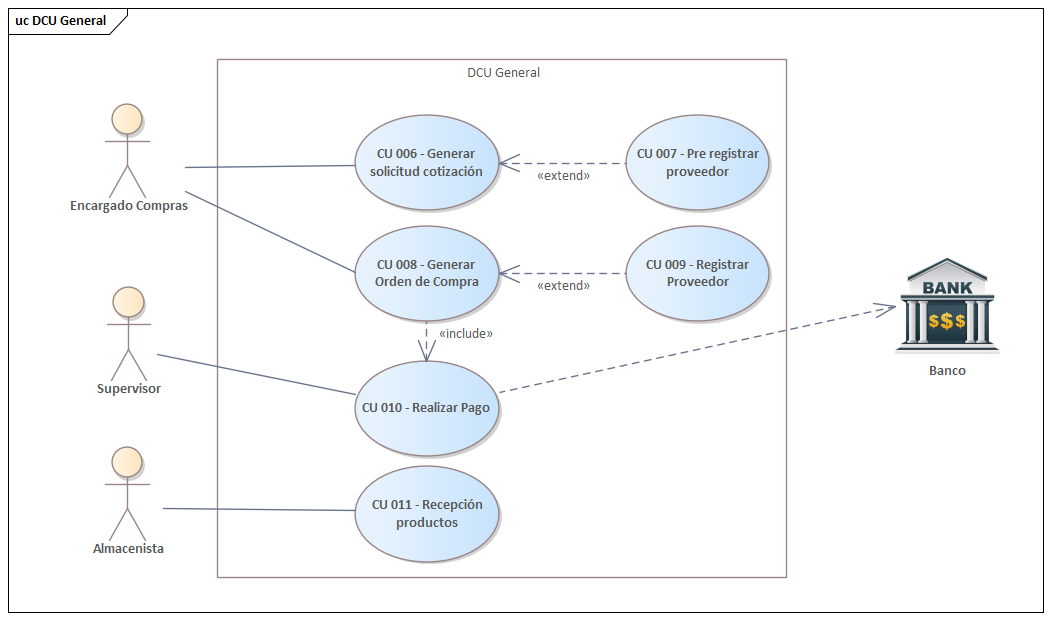 uc DCU General
DCU General
CU 006 - Generar
solicitud cotización
CU 007 - Pre registrar
proveedor
«extend»
Encargado Compras
CU 008 - Generar
Orden de Compra
CU 009 - Registrar
Proveedor
«extend»
BANK
$$$
Banco
«include»
Supervisor
CU 010 - Realizar Pago
CU 011 - Recepción
productos
Almacenista